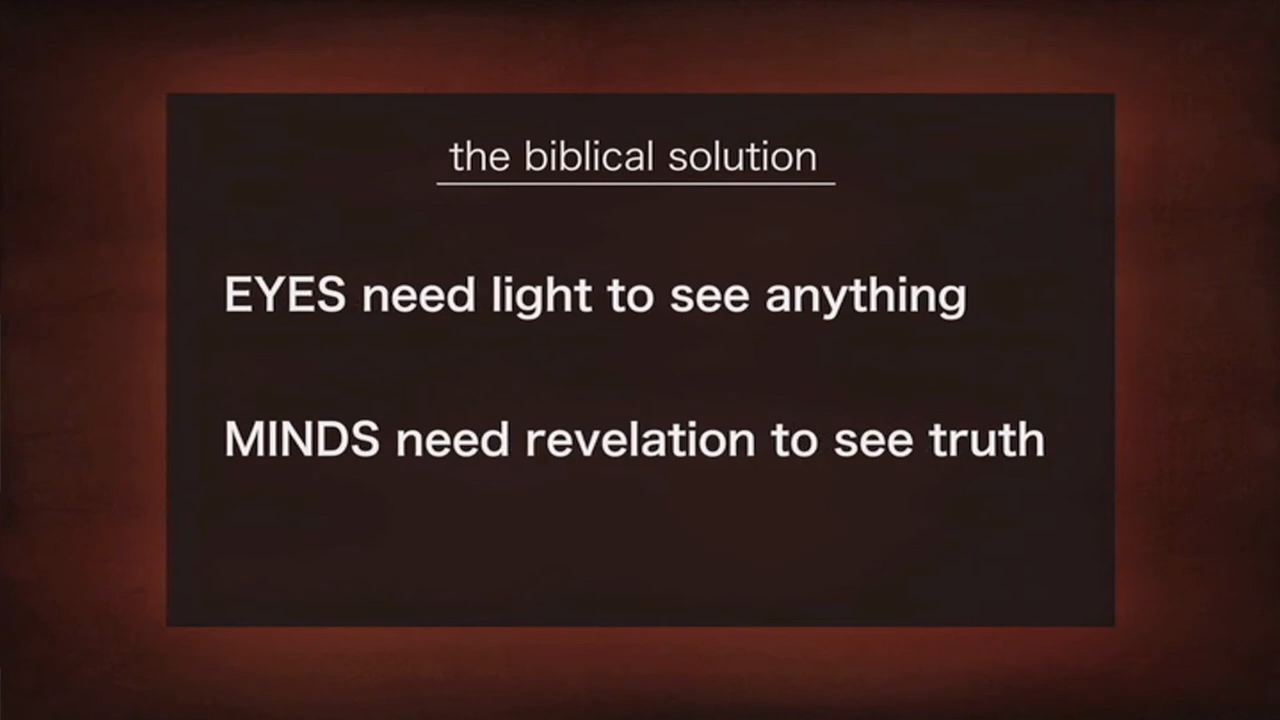 the biblical solution
EYES need light to see anything
MINDS need revelation to see truth